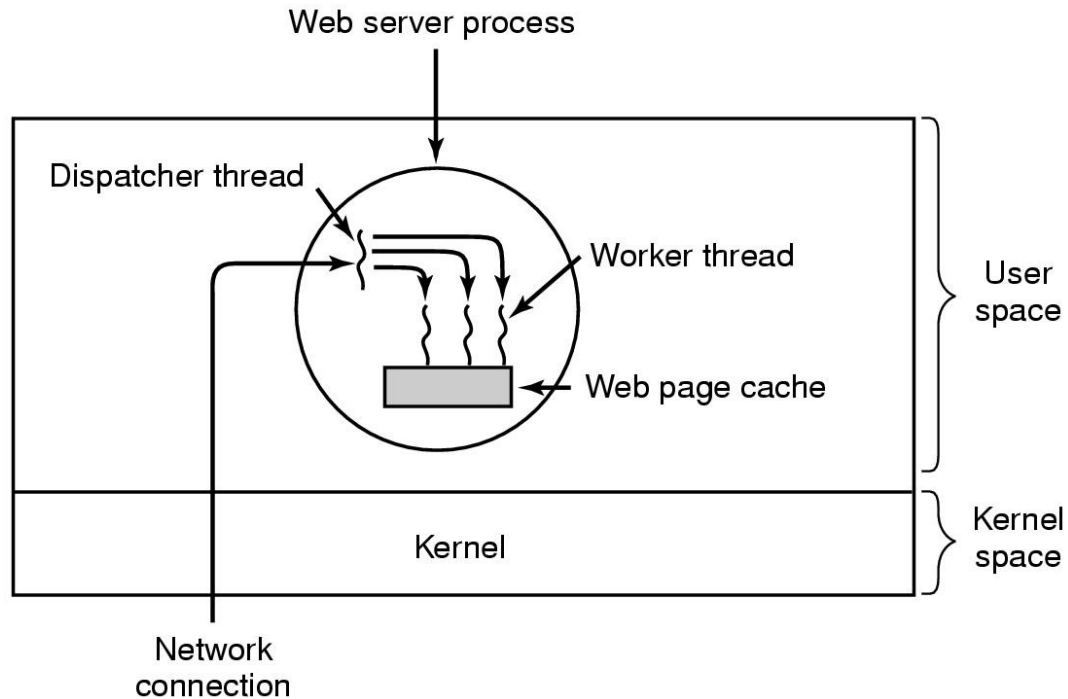 Web server process
Dispatcher thread
Worker thread
User
space
Web page cache
Kernel
Kernel
space
Network
connection